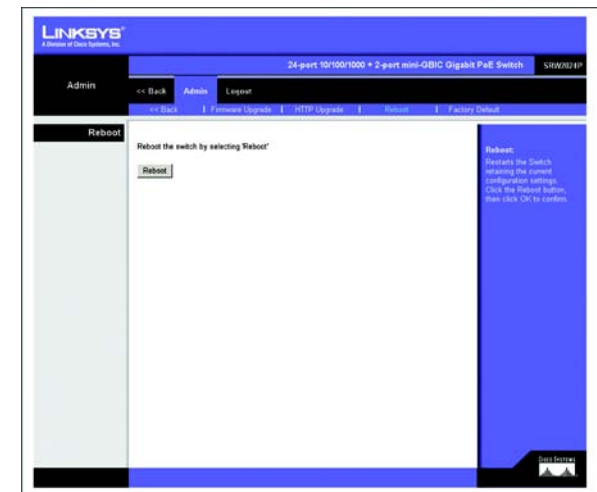 LINKSYS®
A Division of Cisco Systems, Inc.
24-port 10/100/1000 + 2-port mini-GBIC Gigabit PoE Switch SRW2024P
Admin
<< Back Admin Logout
<< Back | Firmware Upgrade | HTTP Upgrade | Reboot | Factory Default
Reboot
Reboot the switch by selecting 'Reboot'
Reboot
Reboot:
Restarts the Switch
retaining the current
configuration settings.
Click the Reboot button,
then click OK to confirm.
CISCO SYSTEMS